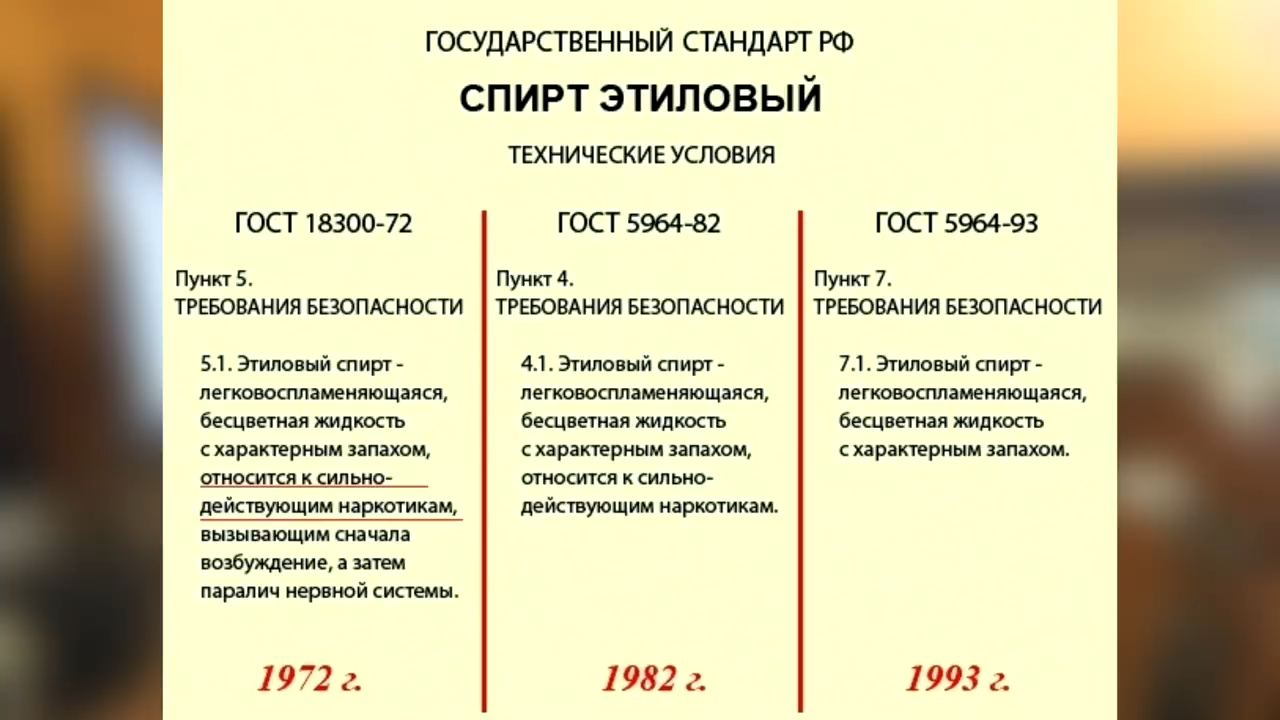 ГОСУДАРСТВЕННЫЙ СТАНДАРТ РФ
СПИРТ ЭТИЛОВЫЙ
ТЕХНИЧЕСКИЕ УСЛОВИЯ
ГОСТ 18300-72
Пункт 5.
ТРЕБОВАНИЯ БЕЗОПАСНОСТИ
5.1. Этиловый спирт -
легковоспламеняющаяся,
бесцветная жидкость
с характерным запахом,
относится к сильно-
действующим наркотикам,
вызывающим сначала
возбуждение, а затем
паралич нервной системы.
1972 г.
ГОСТ 5964-82
Пункт 4.
ТРЕБОВАНИЯ БЕЗОПАСНОСТИ
4.1. Этиловый спирт -
легковоспламеняющаяся,
бесцветная жидкость
с характерным запахом,
относится к сильно-
действующим наркотикам.
1982 г.
ГОСТ 5964-93
Пункт 7.
ТРЕБОВАНИЯ БЕЗОПАСНОСТИ
7.1. Этиловый спирт -
легковоспламеняющаяся,
бесцветная жидкость
с характерным запахом.
1993 г.